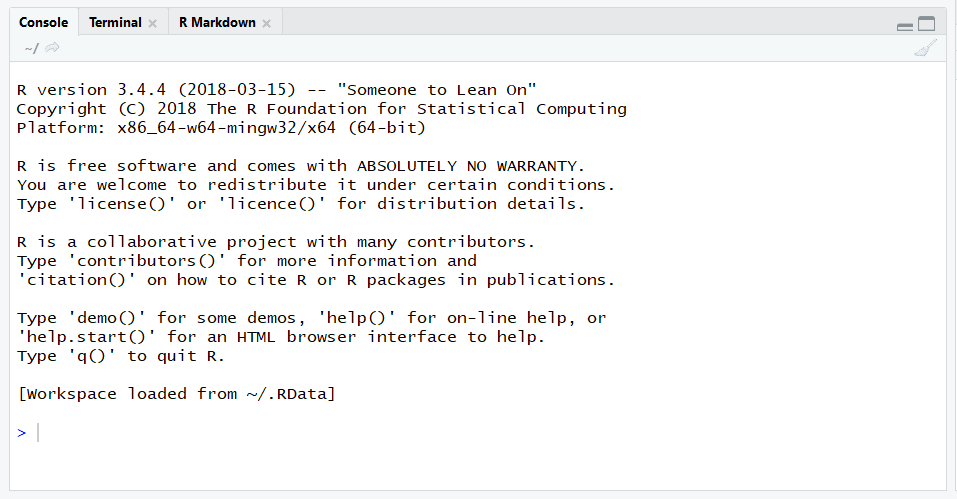 Console Terminal R Markdown
~/
R version 3.4.4 (2018-03-15) -- "Someone to Lean On"
Copyright (C) 2018 The R Foundation for Statistical Computing
Platform: x86_64-w64-mingw32/x64 (64-bit)
R is free software and comes with ABSOLUTELY NO WARRANTY.
You are welcome to redistribute it under certain conditions.
Type 'license()' or 'licence()' for distribution details.
R is a collaborative project with many contributors.
Type 'contributors()' for more information and
'citation()' on how to cite R or R packages in publications.
Type 'demo()' for some demos, 'help()' for on-line help, or
'help.start()' for an HTML browser interface to help.
Type 'q()' to quit R.
[Workspace loaded from ~/.RData]
>